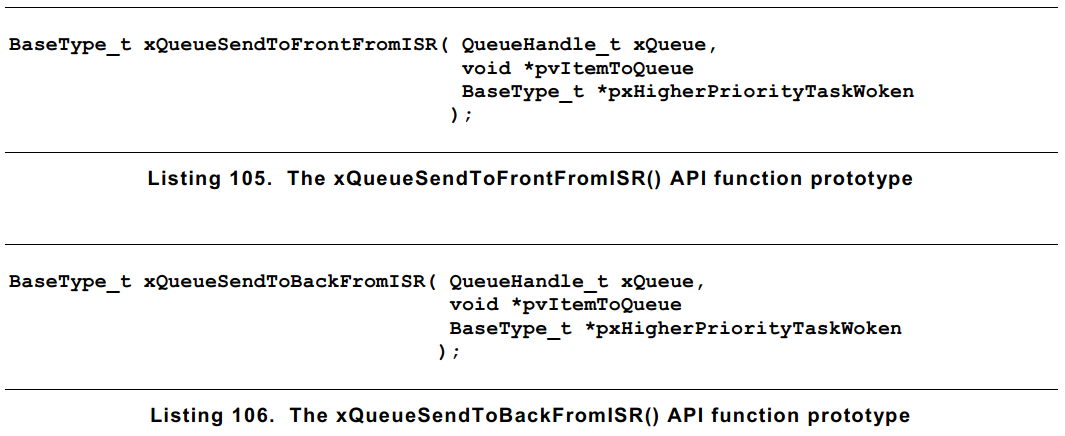 BaseType_t xQueueSendToFrontFromISR( QueueHandle_t xQueue,
void *pvItemToQueue
BaseType_t *pxHigherPriorityTaskWoken
);
Listing 105. The xQueueSendToFrontFromISR() API function prototype
BaseType_t xQueueSendToBackFromISR( QueueHandle_t xQueue,
void *pvItemToQueue
BaseType_t *pxHigherPriorityTaskWoken
);
Listing 106. The xQueueSendToBackFromISR() API function prototype